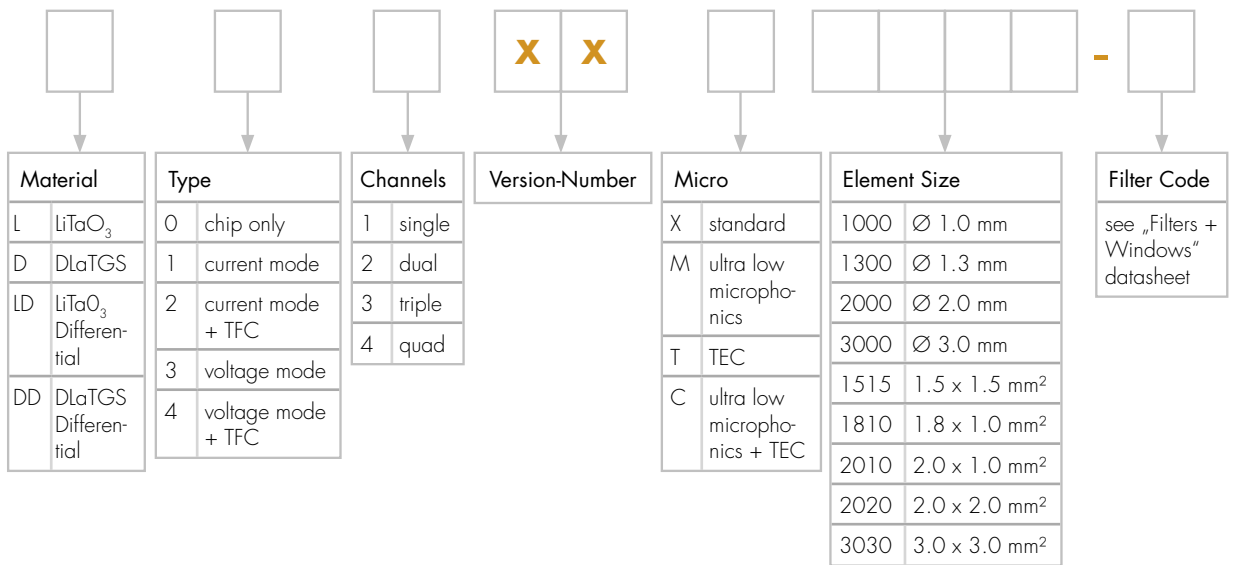 X X -
Material
L LiTaO₃
D DLaTGS
LD LiTa0₃
Differen-
tial
DD DLaTGS
Differen-
tial
Type
0 chip only
1 current mode
2 current mode
+ TFC
3 voltage mode
4 voltage mode
+ TFC
Channels
1 single
2 dual
3 triple
4 quad
Version-Number
Micro
X standard
M ultra low
micropho-
nics
T TEC
C ultra low
micropho-
nics + TEC
Element Size
1000 Ø 1.0 mm
1300 Ø 1.3 mm
2000 Ø 2.0 mm
3000 Ø 3.0 mm
1515 1.5 x 1.5 mm²
1810 1.8 x 1.0 mm²
2010 2.0 x 1.0 mm²
2020 2.0 x 2.0 mm²
3030 3.0 x 3.0 mm²
Filter Code
see „Filters +
Windows“
datasheet